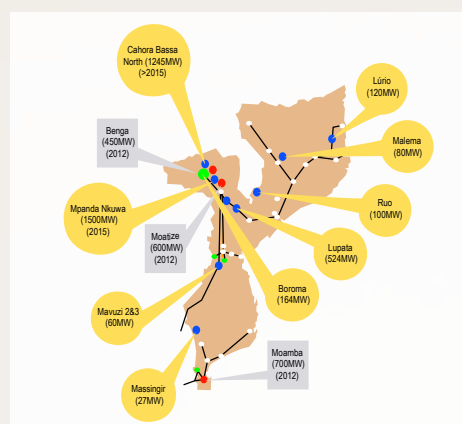 Cahora Bassa
North (1245MW)
(>2015)
Lúrio
(120MW)
Benga
(450MW)
(2012)
Malema
(80MW)
Mpanda Nkuwa
(1500MW)
(2015)
Ruo
(100MW)
Moatize
(600MW)
(2012)
Lupata
(524MW)
Boroma
(164MW)
Mavuzi 2&3
(60MW)
Moamba
(700MW)
(2012)
Massingir
(27MW)